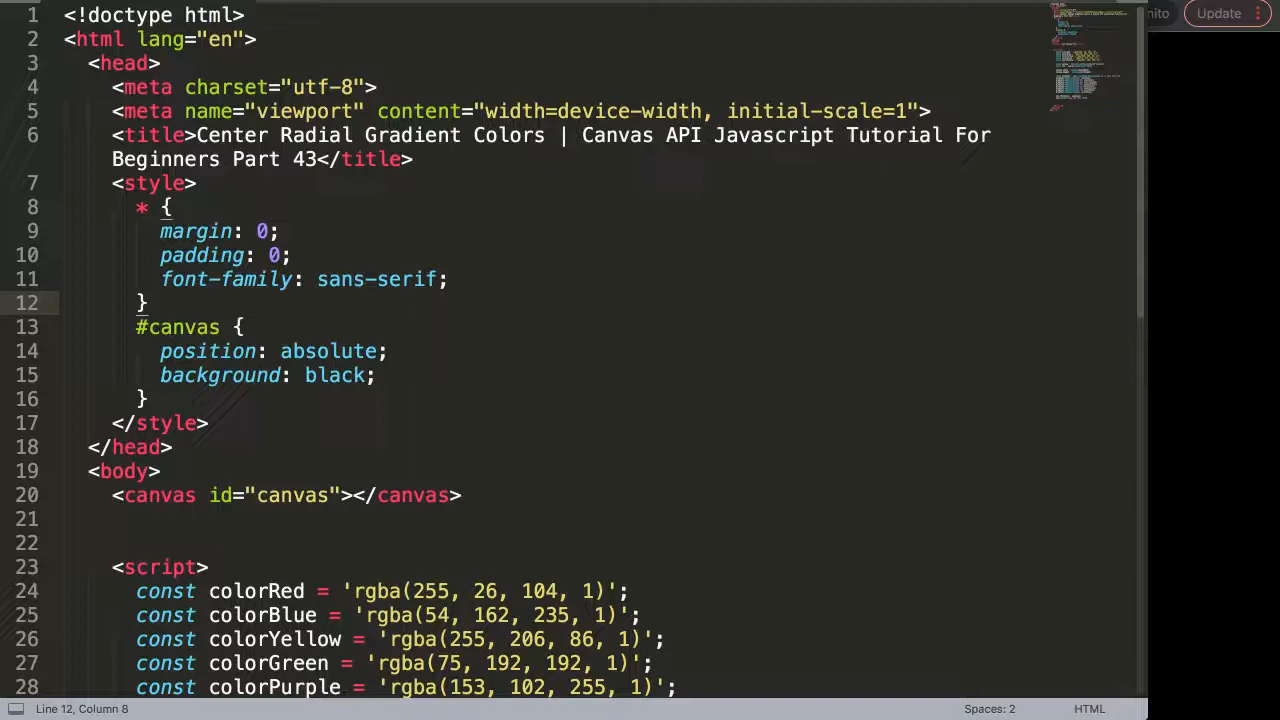 1 <!doctype html>
2 <html lang="en">
3 <head>
4 <meta charset="utf-8">
5 <meta name="viewport" content="width=device-width, initial-scale=1">
6 <title>Center Radial Gradient Colors | Canvas API Javascript Tutorial For
Beginners Part 43</title>
7 <style>
8 * {
9 margin: 0;
10 padding: 0;
11 font-family: sans-serif;
12 }
13 #canvas {
14 position: absolute;
15 background: black;
16 }
17 </style>
18 </head>
19 <body>
20 <canvas id="canvas"></canvas>
21
22
23 <script>
24 const colorRed = 'rgba(255, 26, 104, 1)';
25 const colorBlue = 'rgba(54, 162, 235, 1)';
26 const colorYellow = 'rgba(255, 206, 86, 1)';
27 const colorGreen = 'rgba(75, 192, 192, 1)';
28 const colorPurple = 'rgba(153, 102, 255, 1)';
Update
Line 12, Column 8
Spaces: 2
HTML